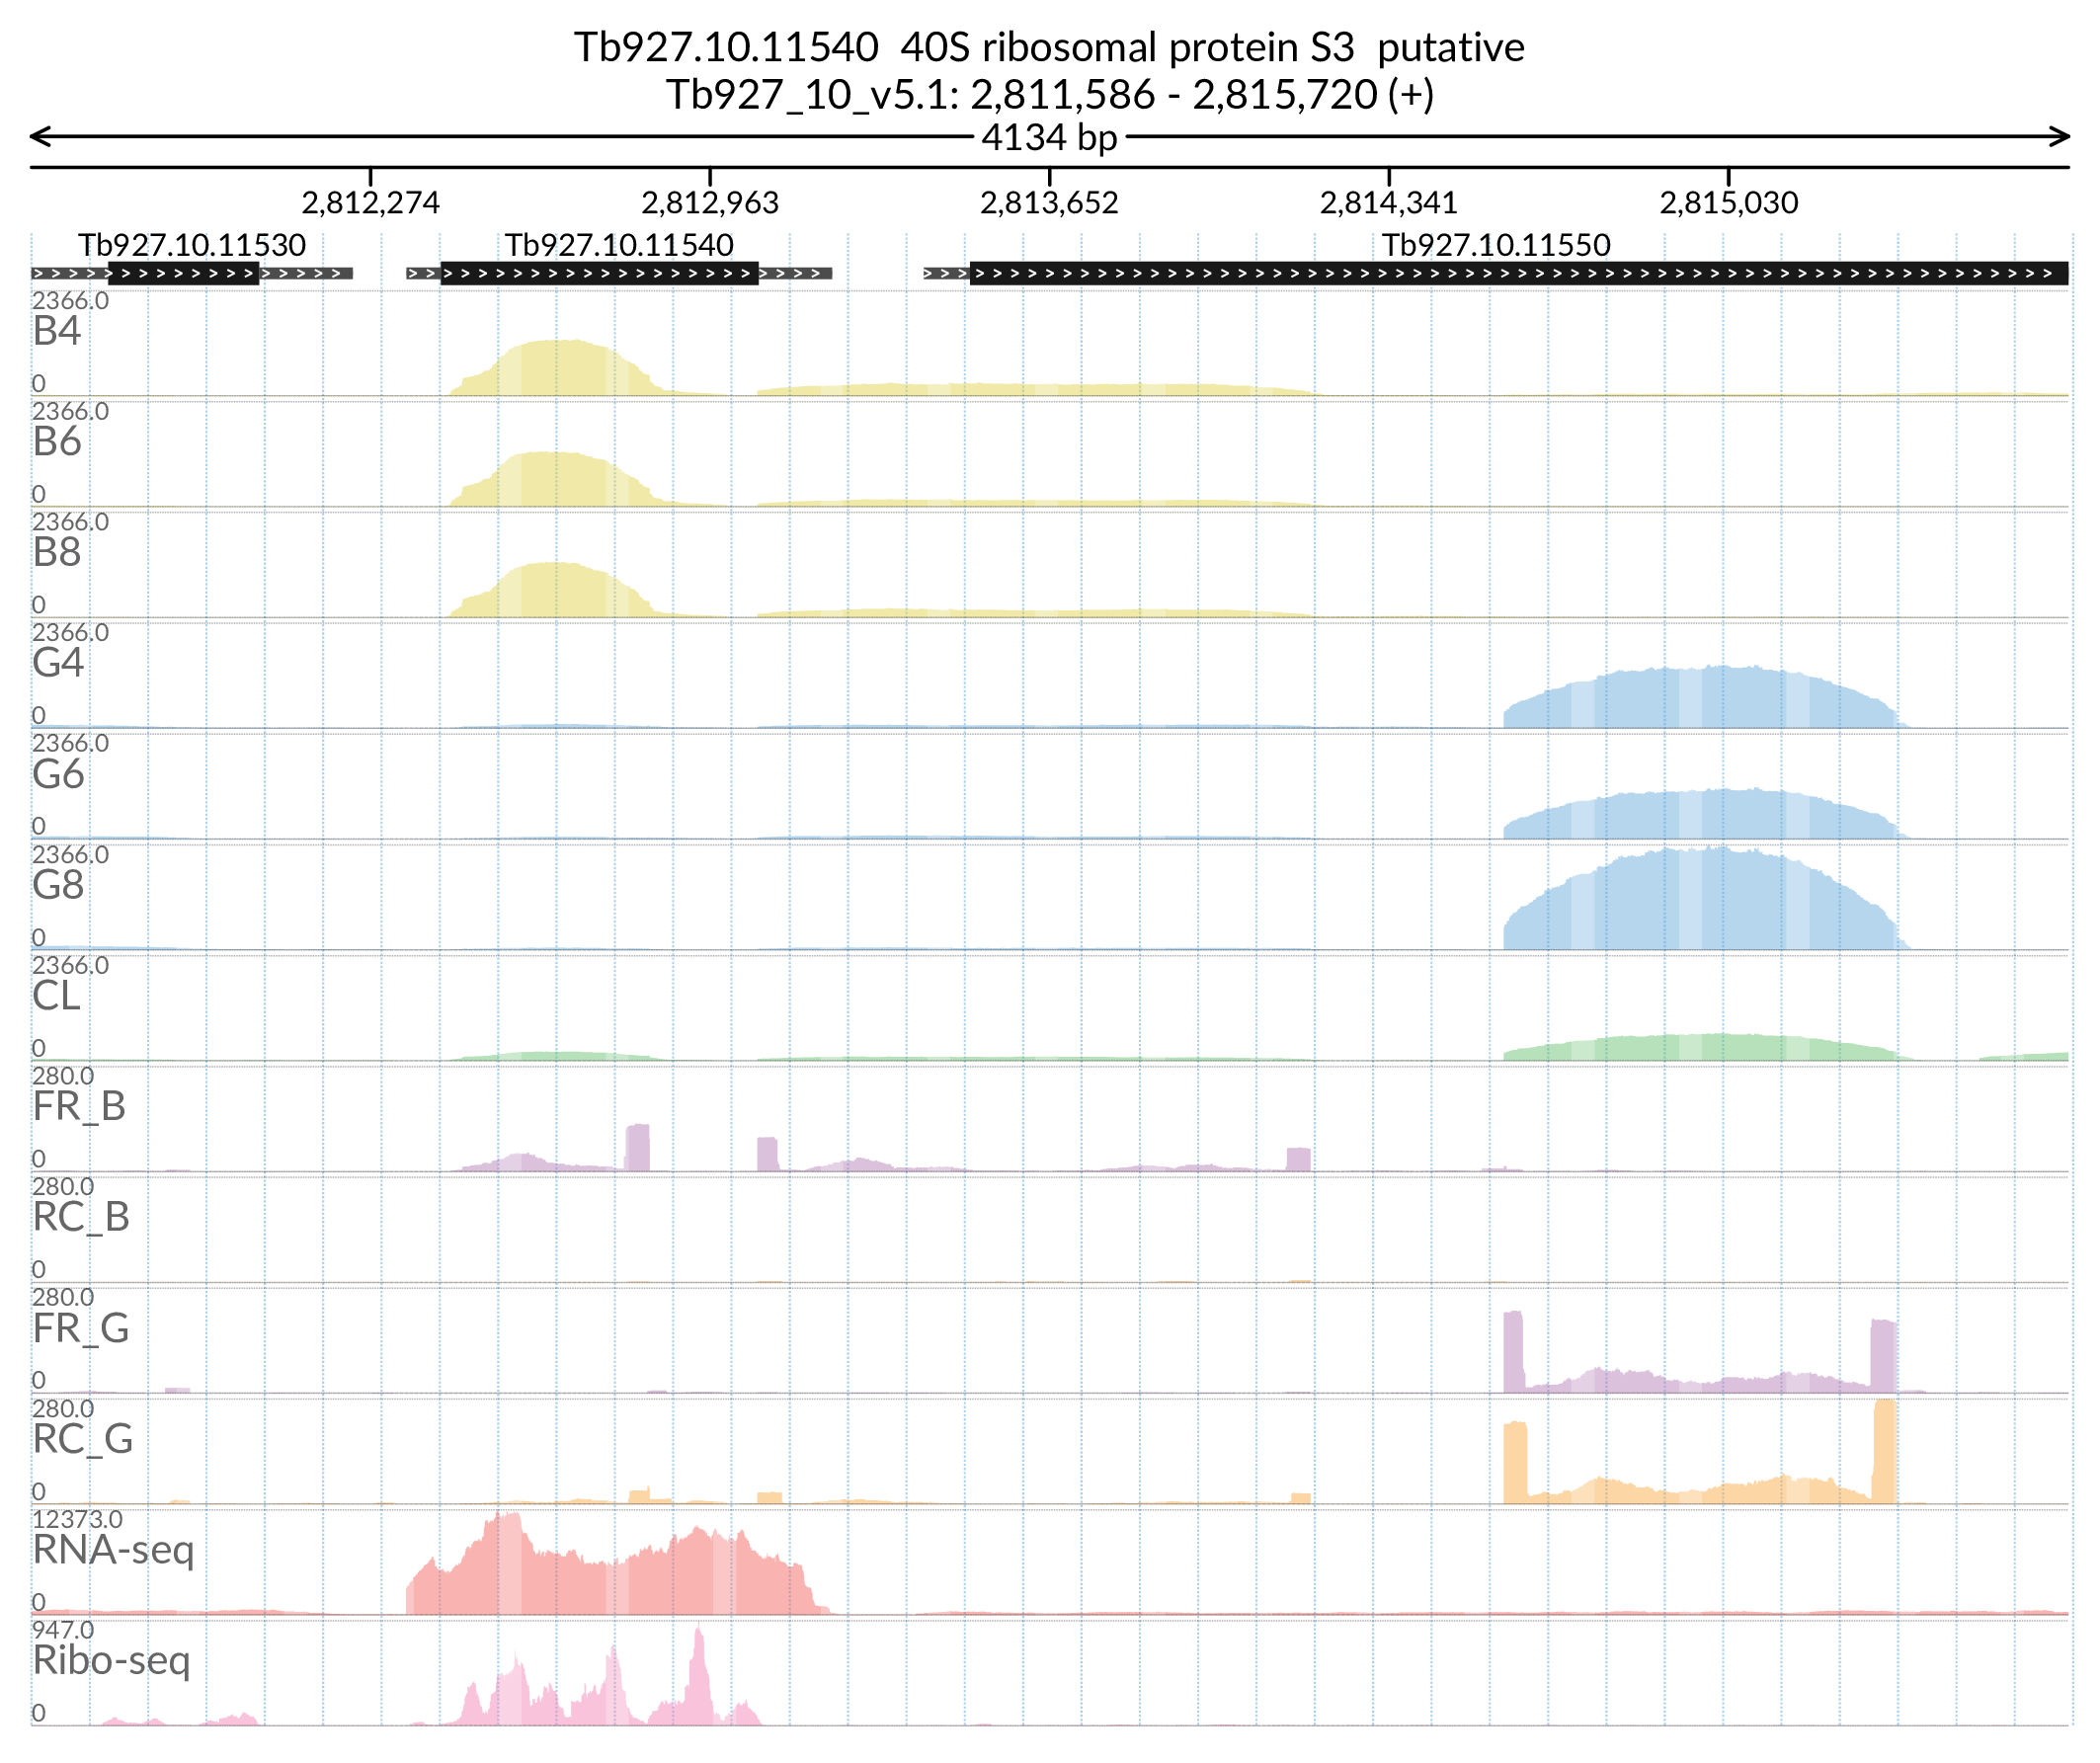 Tb927.10.11540  40S ribosomal protein S3  putative
Tb927_10_v5.1: 2,811,586 - 2,815,720 (+)
4134 bp
2,812,274 2,812,963 2,813,652 2,814,341 2,815,030
Tb927.10.11530 Tb927.10.11540 Tb927.10.11550
2366.0
B4
0
2366.0
B6
0
2366.0
B8
0
2366.0
G4
0
2366.0
G6
0
2366.0
G8
0
2366.0
CL
0
280.0
FR_B
0
280.0
RC_B
0
280.0
FR_G
0
280.0
RC_G
0
12373.0
RNA-seq
0
947.0
Ribo-seq
0